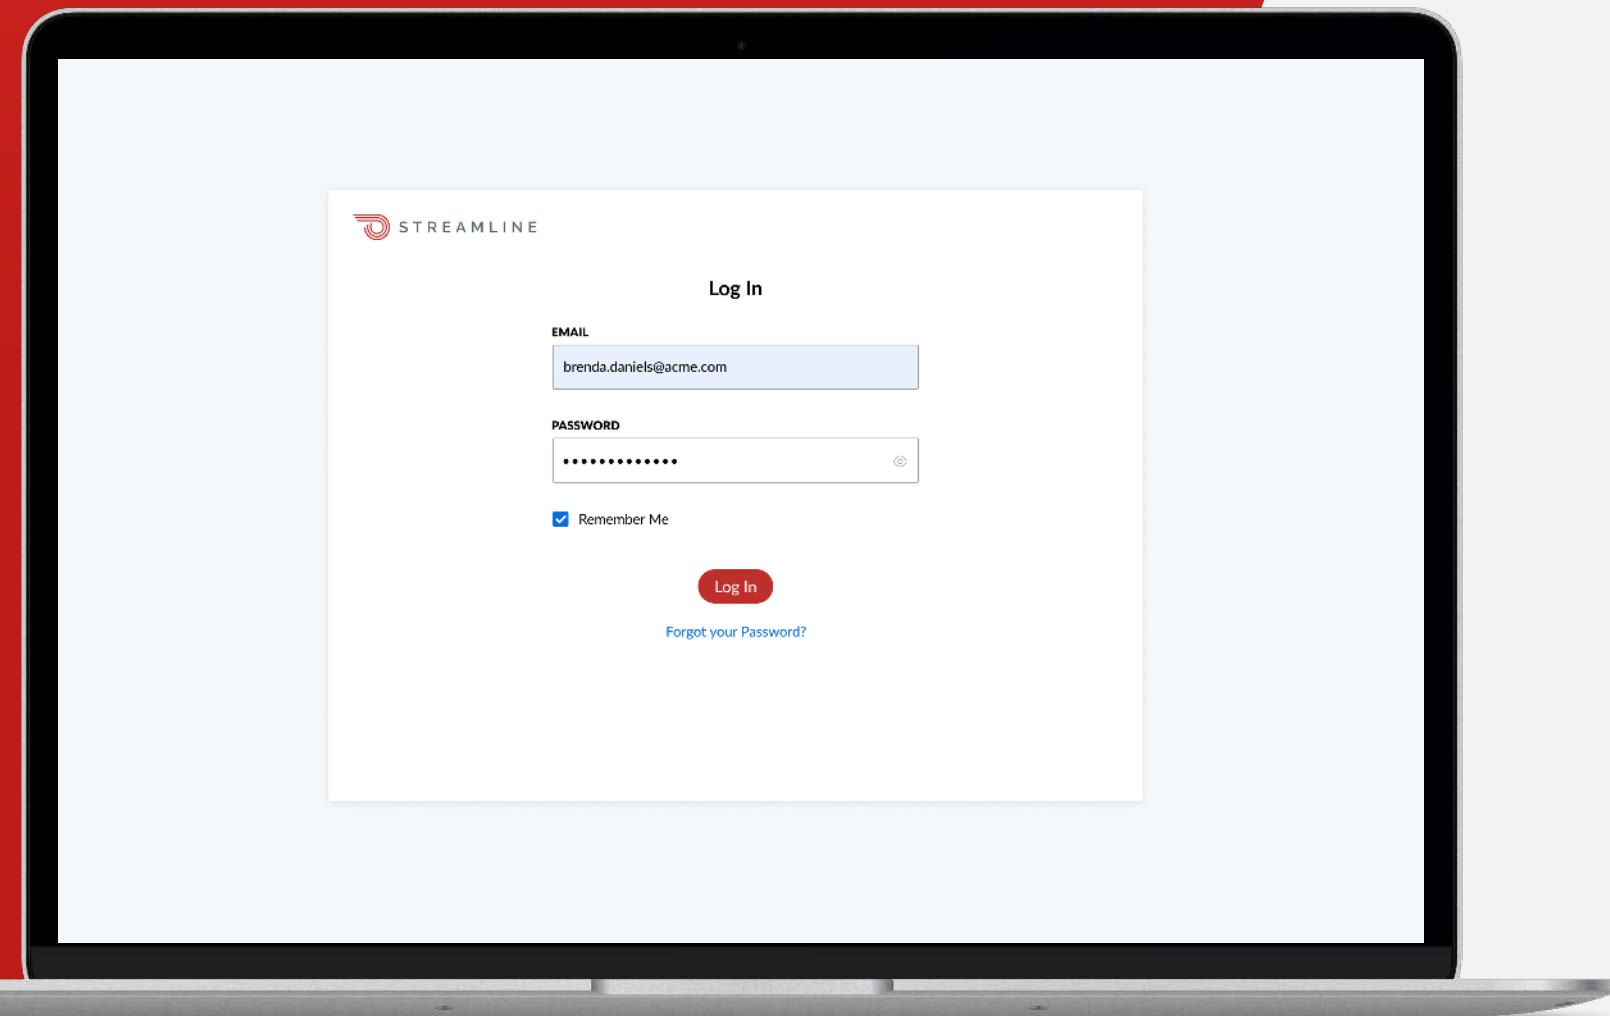 STREAMLINE
Log In
EMAIL
brenda.daniels@acme.com
PASSWORD
•••••••••••••
Remember Me
Log In
Forgot your Password?